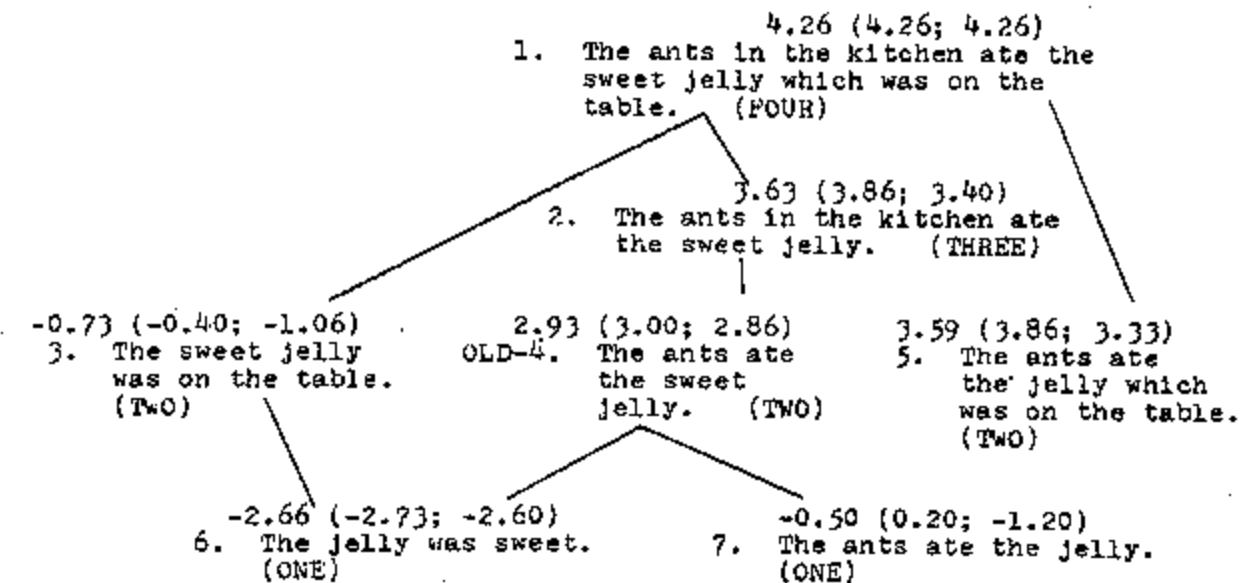 4.26 (4.26; 4.26)
1. The ants in the kitchen ate the
sweet jelly which was on the
table. (FOUR)
3.63 (3.86; 3.40)
2. The ants in the kitchen ate
the sweet jelly. (THREE)
-0.73 (-0.40; -1.06)
3. The sweet jelly
was on the table.
(TWO)
2.93 (3.00; 2.86)
OLD-4. The ants ate
the sweet
jelly. (TWO)
3.59 (3.86; 3.33)
5. The ants ate
the jelly which
was on the table.
(TWO)
-2.66 (-2.73; -2.60)
6. The jelly was sweet.
(ONE)
-0.50 (0.20; -1.20)
7. The ants ate the jelly.
(ONE)